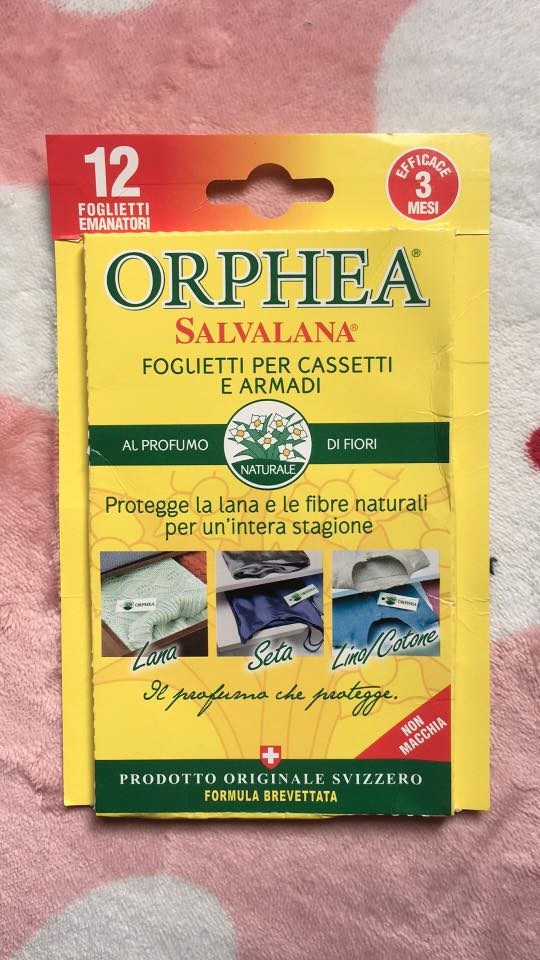 12
FOGLIETTI
EMANATORI
EFFICACE
3
MESI
ORPHEA®
SALVALANA®
FOGLIETTI PER CASSETTI
E ARMADI
AL PROFUMO
NATURALE
DI FIORI
Protegge la lana e le fibre naturali
per un'intera stagione
ORPHEA
ORPHEA
ORPHEA
Lana
Seta
Lino/Cotone
Il profumo che protegge.
NON
MACCHIA
PRODOTTO ORIGINALE SVIZZERO
FORMULA BREVETTATA